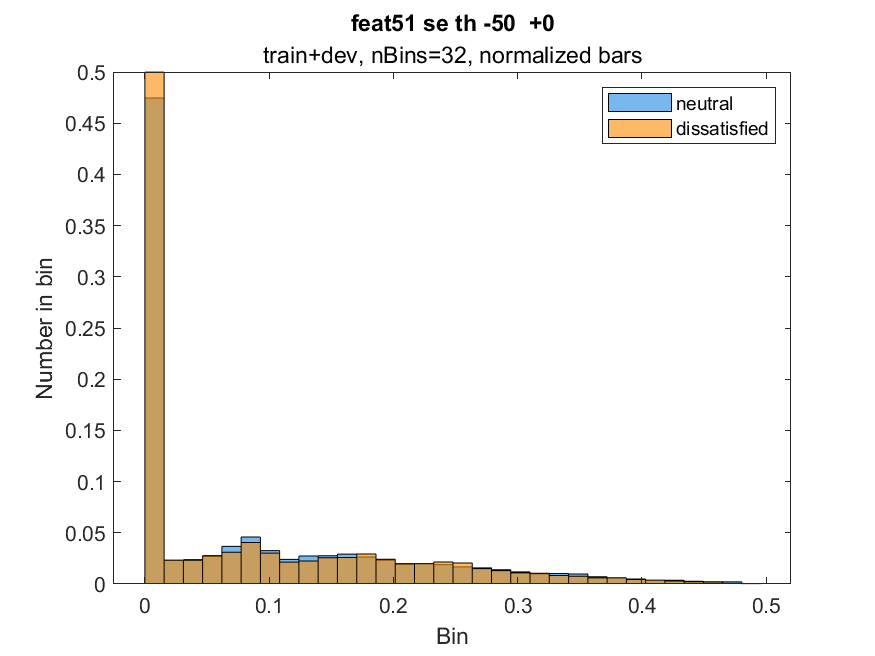 feat51 se th -50  +0
train+dev, nBins=32, normalized bars
neutral
dissatisfied
Number in bin
0.5
0.45
0.4
0.35
0.3
0.25
0.2
0.15
0.1
0.05
0
0 0.1 0.2 0.3 0.4 0.5
Bin